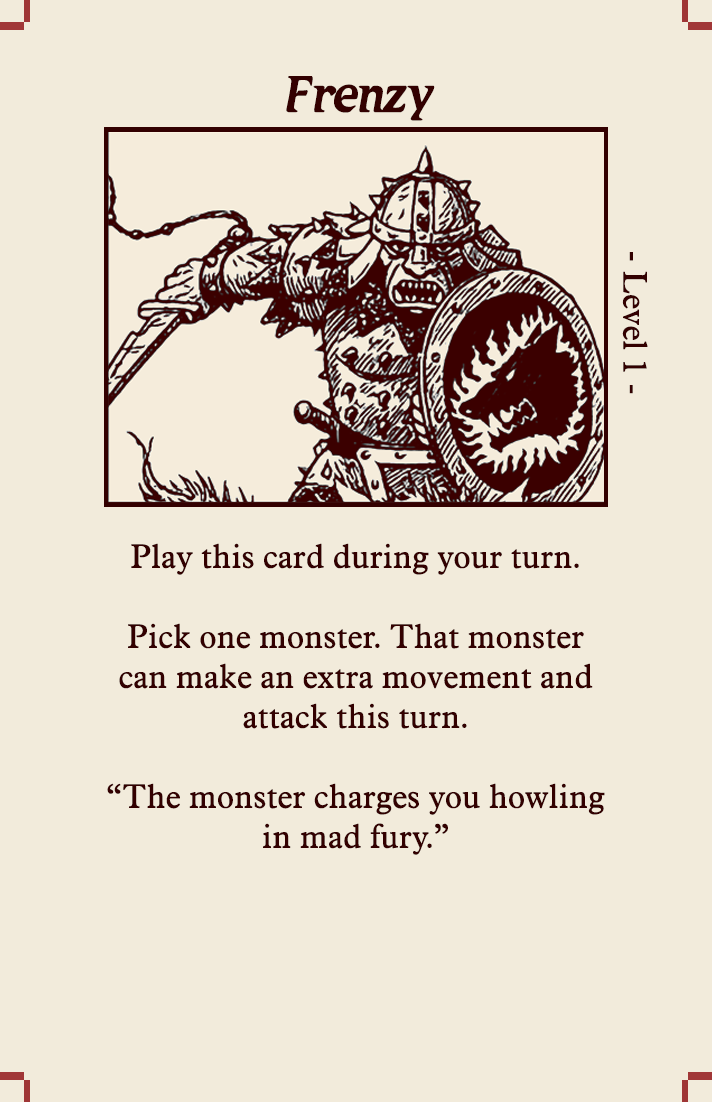 Frenzy
- Level 1 -
Play this card during your turn.
Pick one monster. That monster
can make an extra movement and
attack this turn.
“The monster charges you howling
in mad fury.”